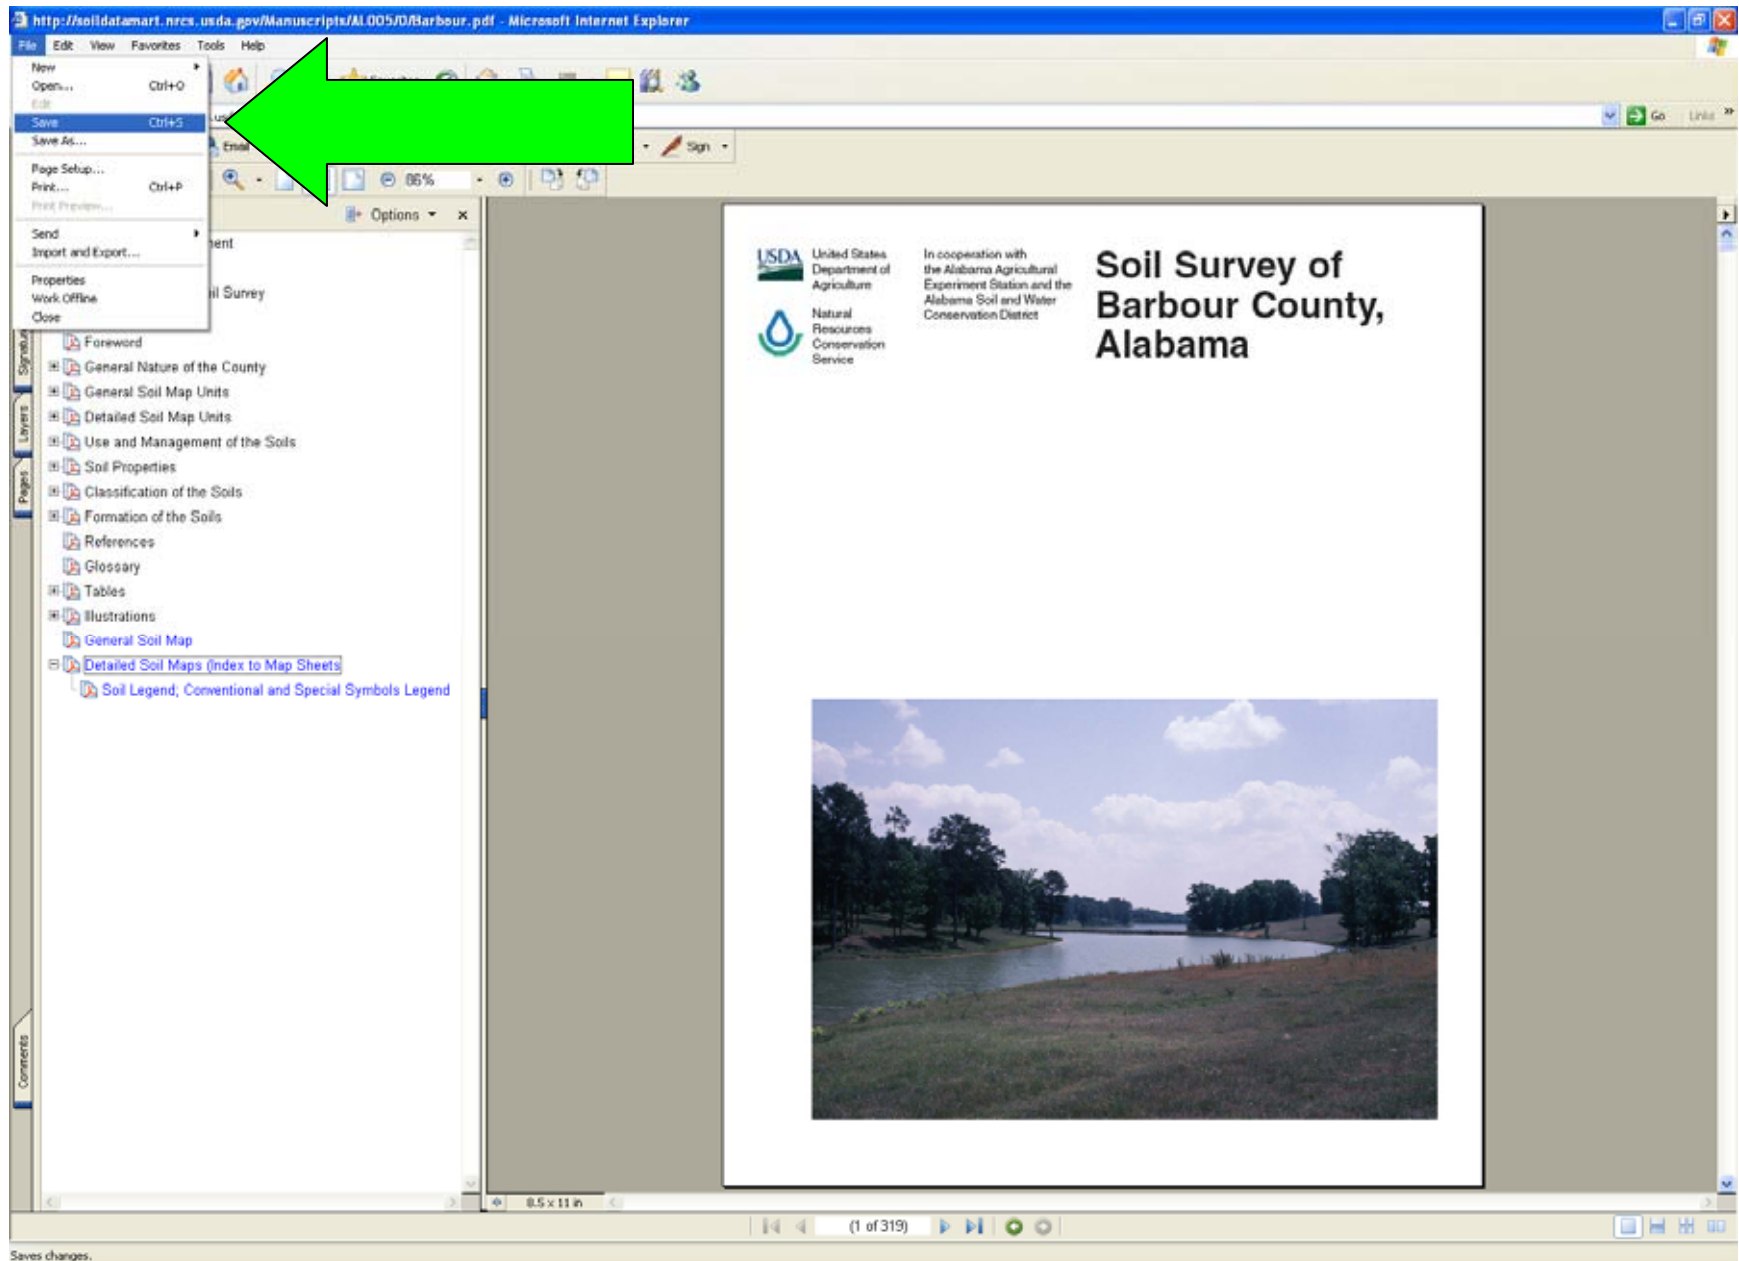 http://soildatamart.nrcs.usda.gov/Manuscripts/AL005/0/Barbour.pdf - Microsoft Internet Explorer
File Edit View Favorites Tools Help
New
Open... Ctrl+O
Edit
Save Ctrl+S
Save As...
Page Setup...
Print... Ctrl+P
Print Preview...
Send
Import and Export...
Properties
Work Offline
Close
Go Links »
Email
Sign
86%
Options
il Survey
Foreword
General Nature of the County
General Soil Map Units
Detailed Soil Map Units
Use and Management of the Soils
Soil Properties
Classification of the Soils
Formation of the Soils
References
Glossary
Tables
Illustrations
General Soil Map
Detailed Soil Maps (Index to Map Sheets
Soil Legend; Conventional and Special Symbols Legend
Layers
Pages
Comments
USDA United States
Department of
Agriculture
Natural
Resources
Conservation
Service
In cooperation with
the Alabama Agricultural
Experiment Station and the
Alabama Soil and Water
Conservation District
Soil Survey of
Barbour County,
Alabama
8.5 x 11 in
(1 of 319)
Saves changes.